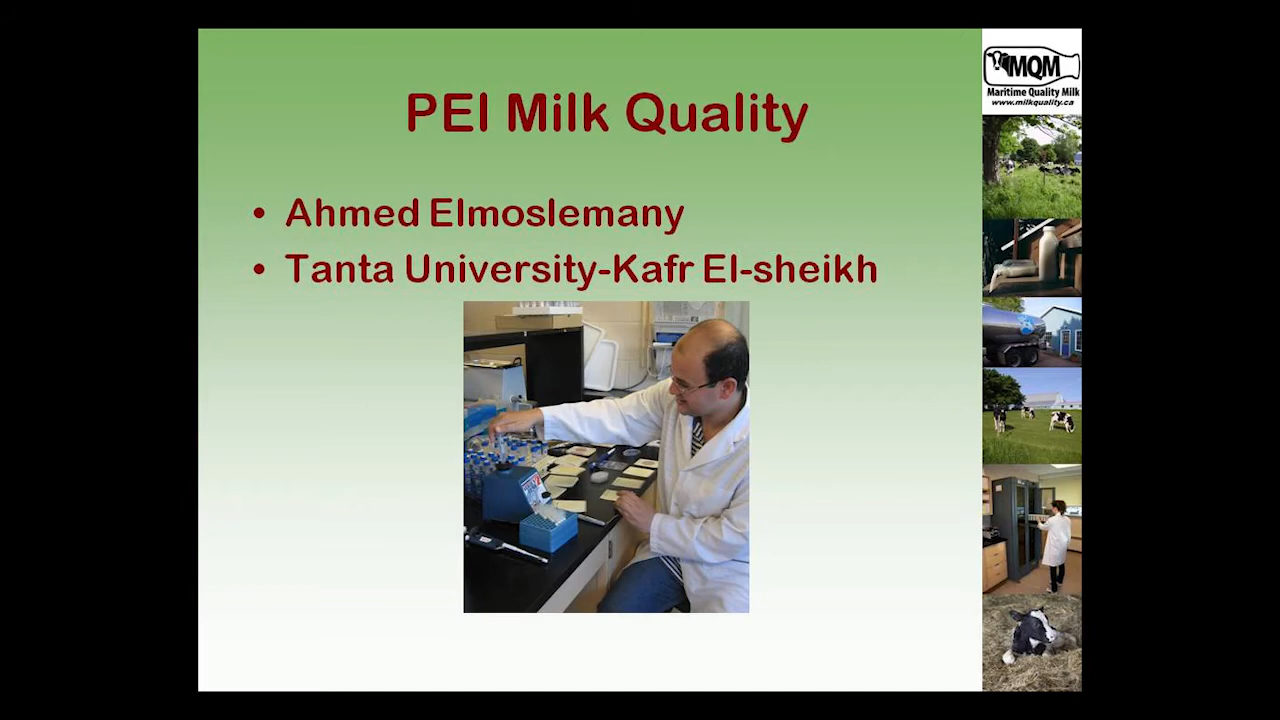 PEI Milk Quality
• Ahmed Elmoslemany
• Tanta University-Kafr El-sheikh
MQM
Maritime Quality Milk
www.milkquality.ca